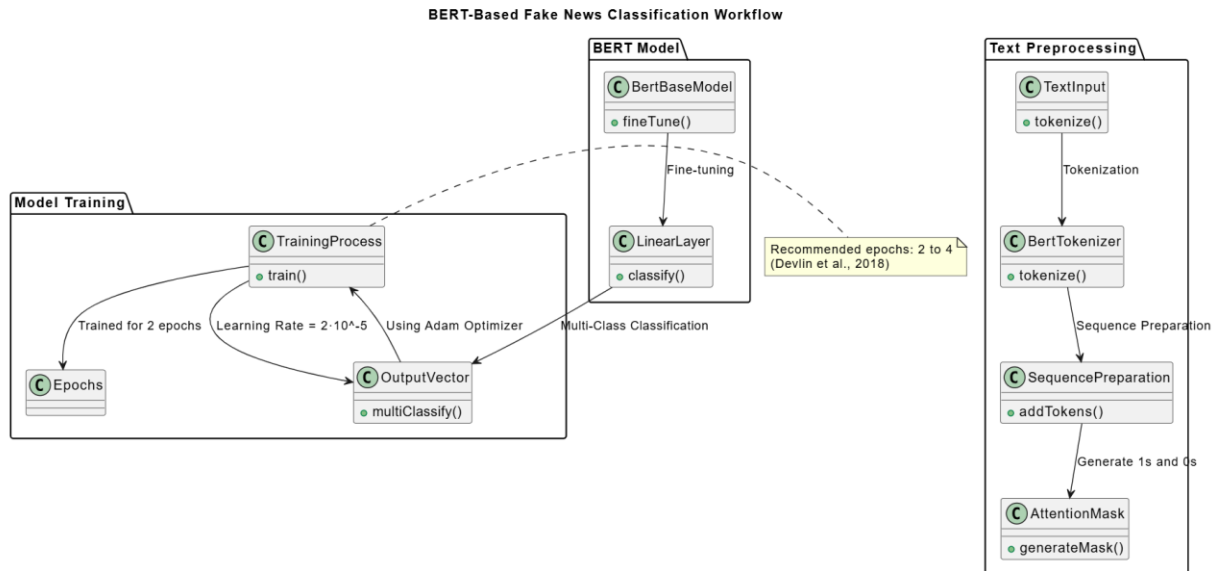 BERT-Based Fake News Classification Workflow
BERT Model
C BertBaseModel
fineTune()
Fine-tuning
C LinearLayer
classify()
Multi-Class Classification
Text Preprocessing
C TextInput
tokenize()
Tokenization
C BertTokenizer
tokenize()
Sequence Preparation
C SequencePreparation
addTokens()
Generate 1s and 0s
C AttentionMask
generateMask()
Model Training
C TrainingProcess
train()
Trained for 2 epochs
Learning Rate = 2·10^-5
Using Adam Optimizer
C Epochs
C OutputVector
multiClassify()
Recommended epochs: 2 to 4
(Devlin et al., 2018)